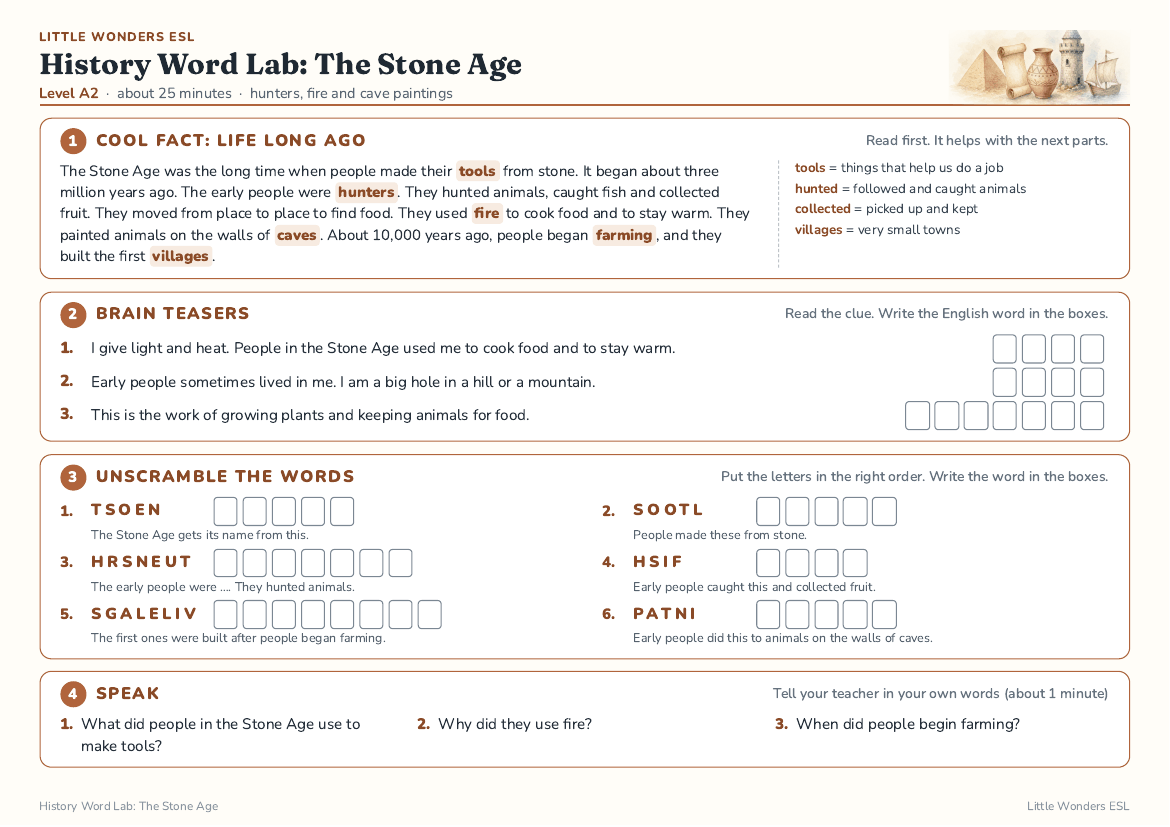 LITTLE WONDERS ESL
History Word Lab: The Stone Age
Level A2 · about 25 minutes · hunters, fire and cave paintings
1 COOL FACT: LIFE LONG AGO
Read first. It helps with the next parts.
The Stone Age was the long time when people made their tools from stone. It began about three
million years ago. The early people were hunters. They hunted animals, caught fish and collected
fruit. They moved from place to place to find food. They used fire to cook food and to stay warm. They
painted animals on the walls of caves. About 10,000 years ago, people began farming, and they
built the first villages.
tools = things that help us do a job
hunted = followed and caught animals
collected = picked up and kept
villages = very small towns
2 BRAIN TEASERS
Read the clue. Write the English word in the boxes.
1. I give light and heat. People in the Stone Age used me to cook food and to stay warm.
2. Early people sometimes lived in me. I am a big hole in a hill or a mountain.
3. This is the work of growing plants and keeping animals for food.
3 UNSCRAMBLE THE WORDS
Put the letters in the right order. Write the word in the boxes.
1. TSOEN
The Stone Age gets its name from this.
2. SOOTL
People made these from stone.
3. HRSNEUT
The early people were .... They hunted animals.
4. HSIF
Early people caught this and collected fruit.
5. SGALELIV
The first ones were built after people began farming.
6. PATNI
Early people did this to animals on the walls of caves.
4 SPEAK
Tell your teacher in your own words (about 1 minute)
1. What did people in the Stone Age use to
make tools?
2. Why did they use fire?
3. When did people begin farming?
History Word Lab: The Stone Age
Little Wonders ESL